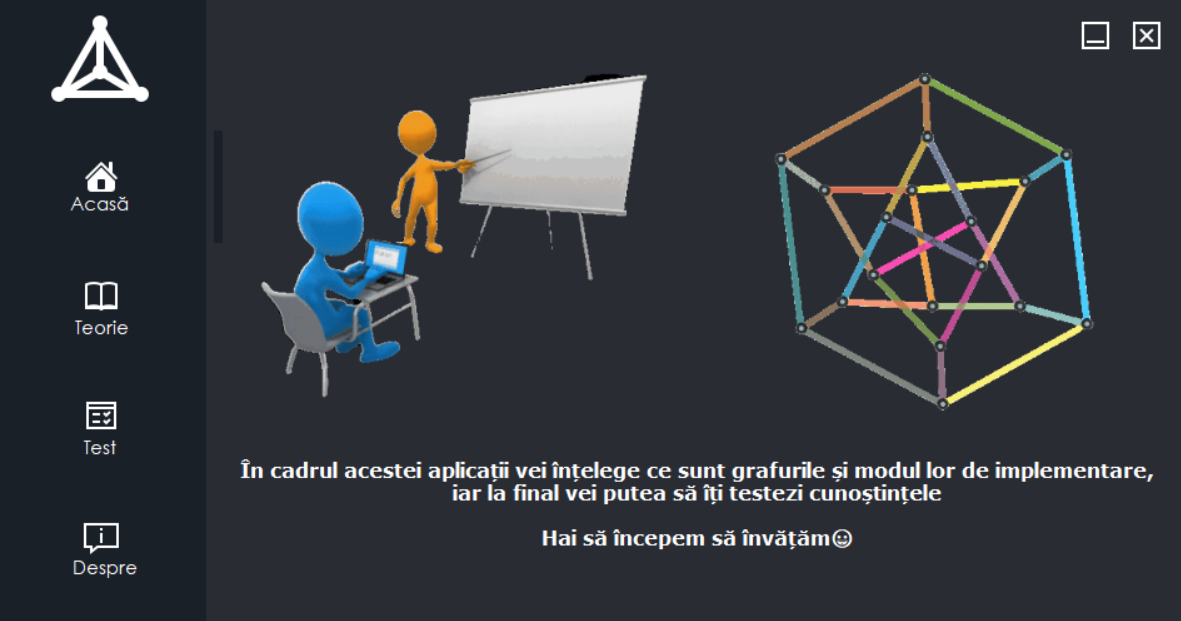 Acasă
Teorie
Test
Despre
În cadrul acestei aplicații vei înțelege ce sunt grafurile și modul lor de implementare,
iar la final vei putea să îți testezi cunoștințele
Hai să începem să învățăm😀